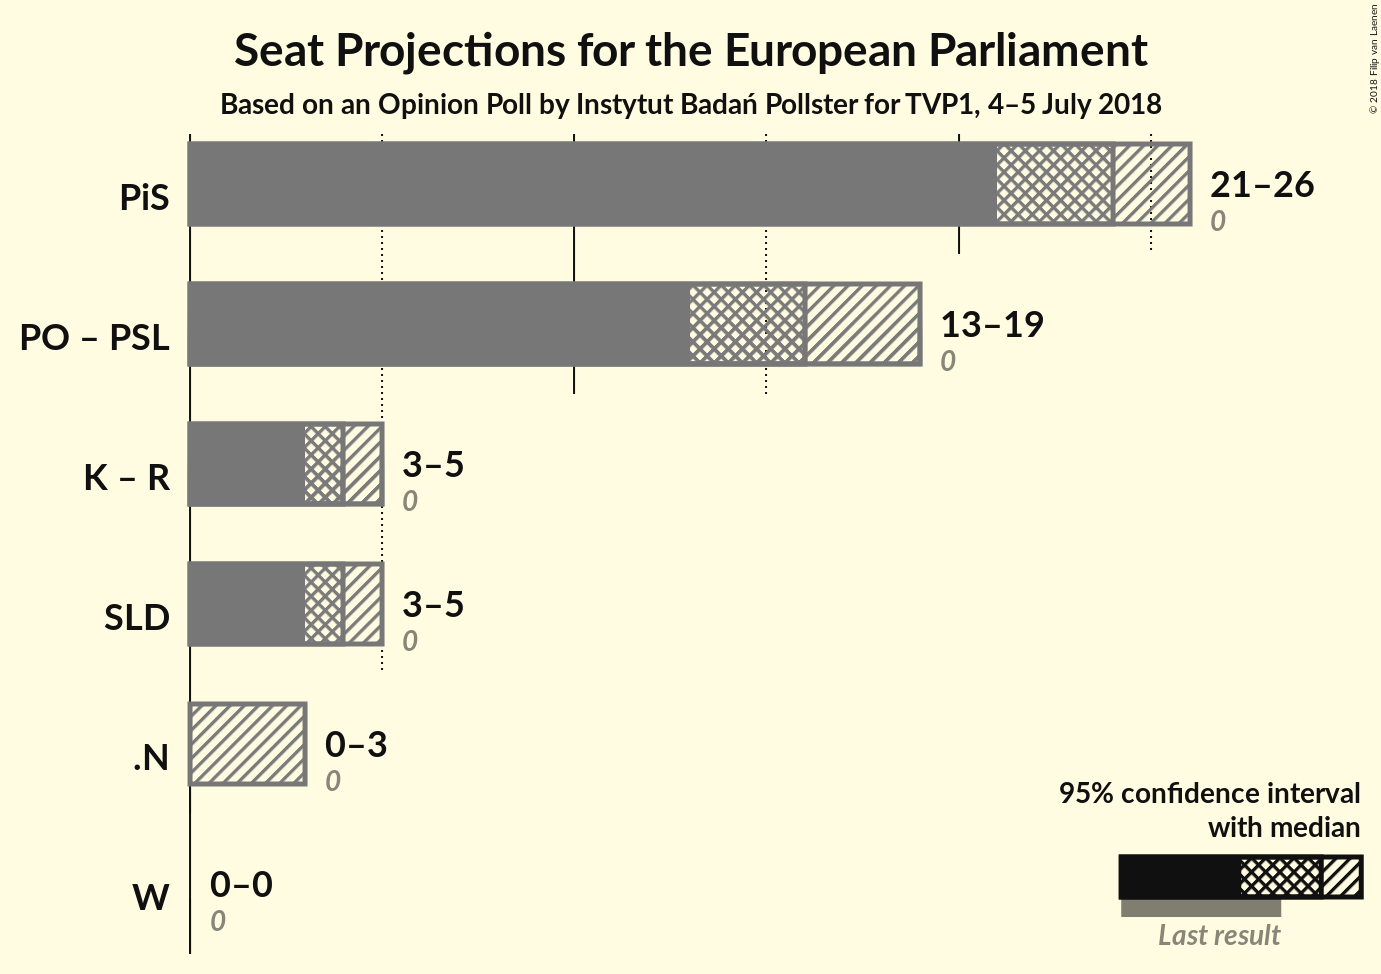 Seat Projections for the European Parliament
Based on an Opinion Poll by Instytut Badań Pollster for TVP1, 4–5 July 2018
© 2018 Filip van Laenen
PiS
21–26
0
PO – PSL
13–19
0
K – R
3–5
0
SLD
3–5
0
.N
0–3
0
W
0–0
0
95% confidence interval
with median
Last result